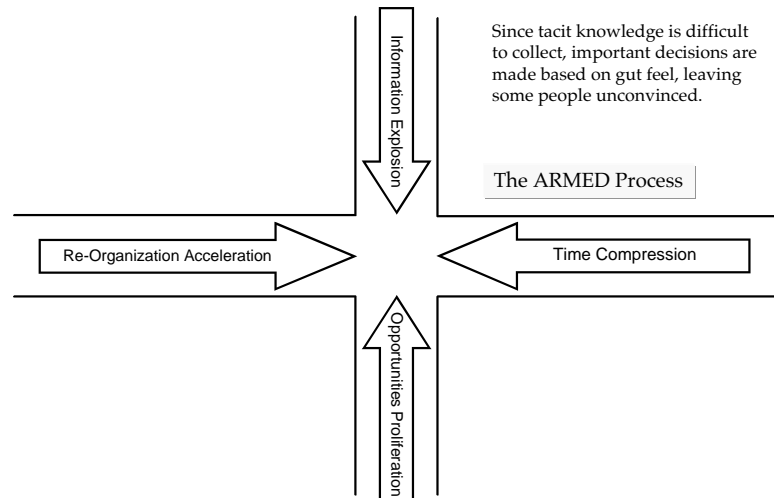 Since tacit knowledge is difficult
to collect, important decisions are
made based on gut feel, leaving
some people unconvinced.
Information Explosion
The ARMED Process
Re-Organization Acceleration
Time Compression
Opportunities Proliferation